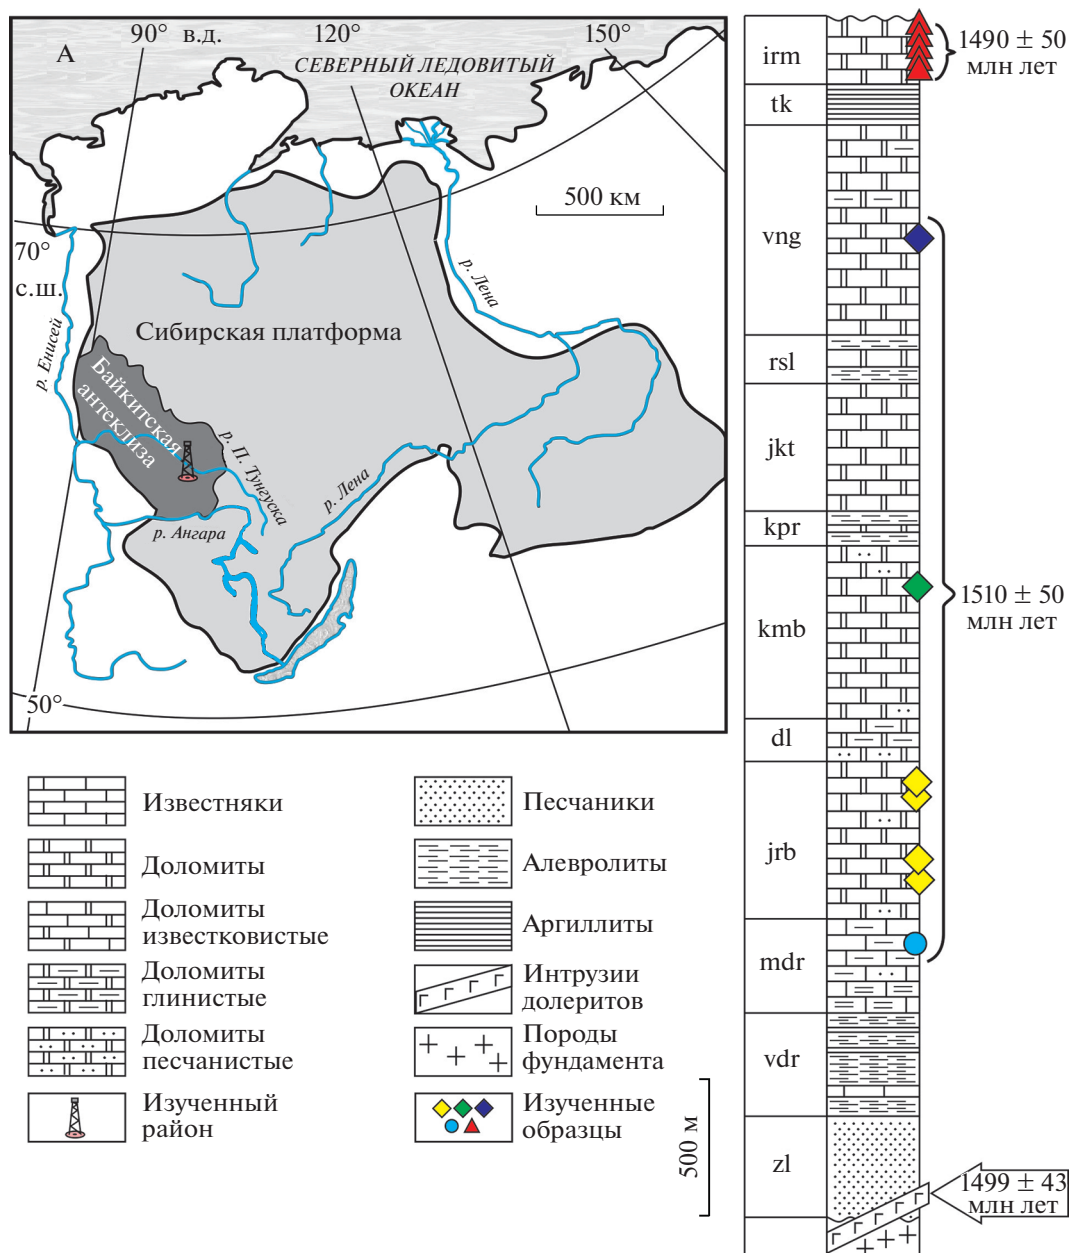 А
90° в.д.
120°
150°
СЕВЕРНЫЙ ЛЕДОВИТЫЙ
ОКЕАН
500 км
70°
с.ш.
р. Енисей
р. Лена
Сибирская платформа
Байкитская
антеклиза
р. П. Тунгуска
р. Лена
р. Ангара
50°
Известняки
Доломиты
Доломиты
известковистые
Доломиты
глинистые
Доломиты
песчанистые
Изученный
район
Песчаники
Алевролиты
Аргиллиты
Интрузии
долеритов
Породы
фундамента
Изученные
образцы
500 м
irm
tk
vng
rsl
jkt
kpr
kmb
dl
jrb
mdr
vdr
zl
1490 ± 50
млн лет
1510 ± 50
млн лет
1499 ± 43
млн лет